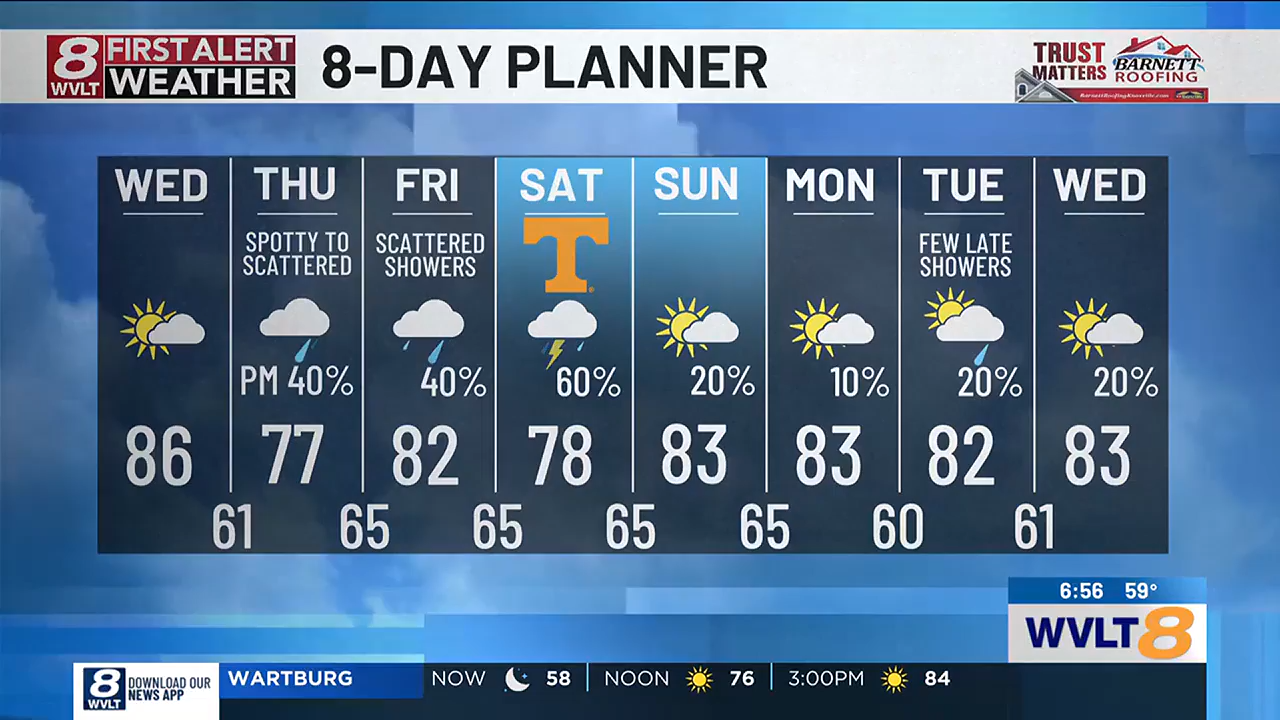 8 FIRST ALERT
WVLT WEATHER
8-DAY PLANNER
TRUST
MATTERS
BARNETT
ROOFING
BarnettRoofingKnoxville.com
WED THU FRI SAT SUN MON TUE WED
SPOTTY TO
SCATTERED
SCATTERED
SHOWERS
T
FEW LATE
SHOWERS
PM 40% 40% 60% 20% 10% 20% 20%
86 77 82 78 83 83 82 83
61 65 65 65 65 60 61
6:56 59°
WVLT 8
8
WVLT
DOWNLOAD OUR
NEWS APP
WARTBURG NOW 58 NOON 76 3:00PM 84